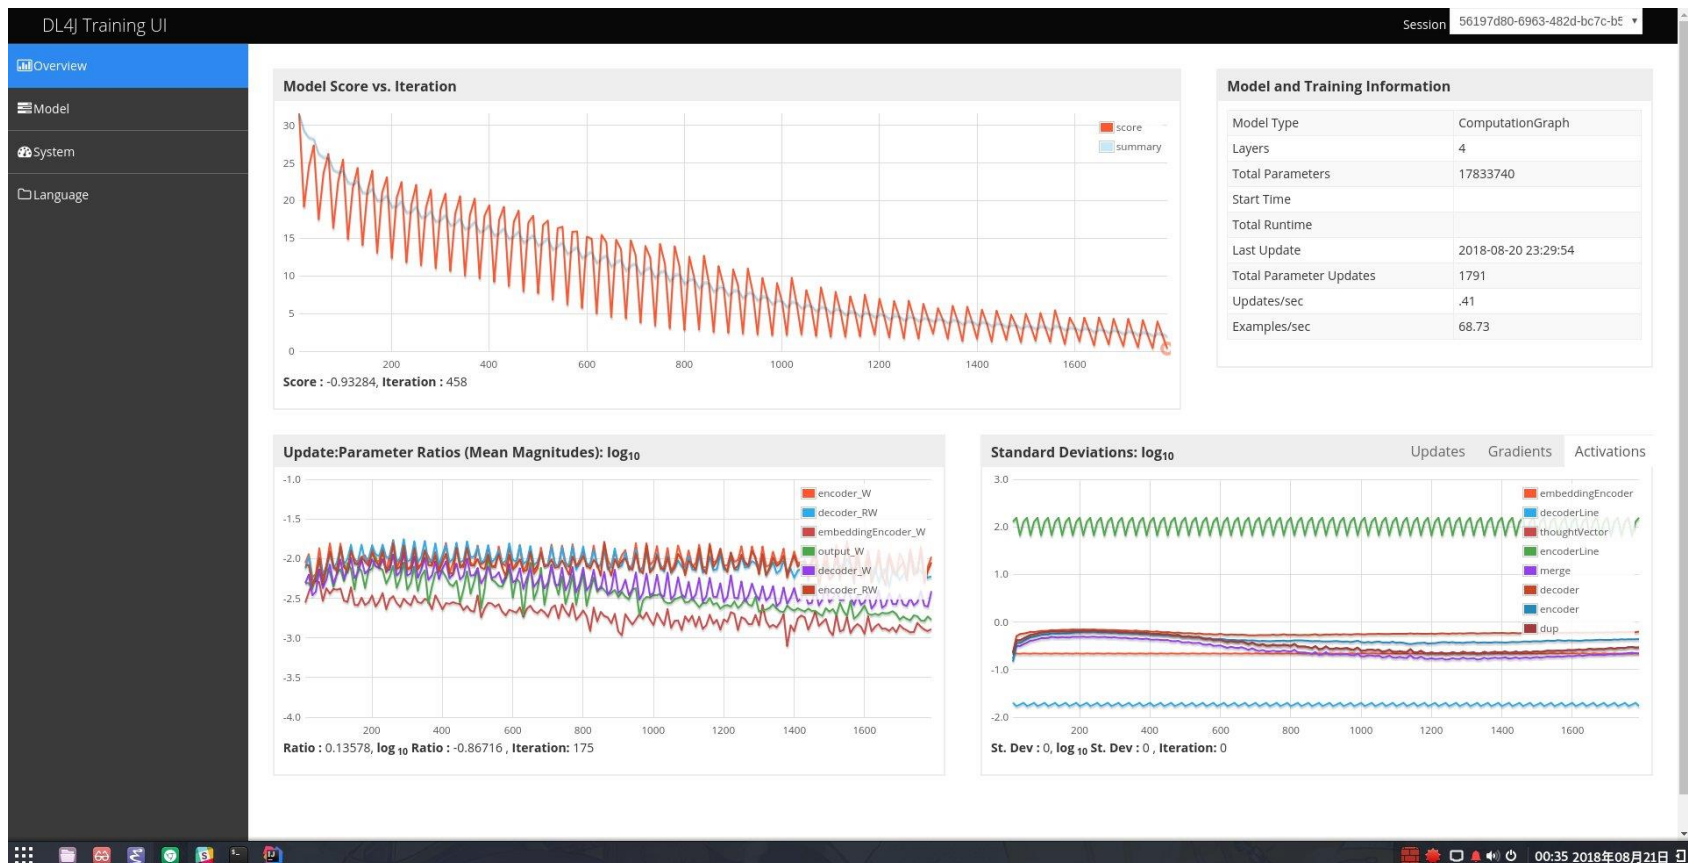 DL4J Training UI
Session 56197d80-6963-482d-bc7c-b5
Overview
Model
System
Language
Model Score vs. Iteration
30
25
20
15
10
5
0
200 400 600 800 1000 1200 1400 1600
score
summary
Score : -0.93284, Iteration : 458
Model and Training Information
Model Type ComputationGraph
Layers 4
Total Parameters 17833740
Start Time
Total Runtime
Last Update 2018-08-20 23:29:54
Total Parameter Updates 1791
Updates/sec .41
Examples/sec 68.73
Update:Parameter Ratios (Mean Magnitudes): log10
-1.0
-1.5
-2.0
-2.5
-3.0
-3.5
-4.0
200 400 600 800 1000 1200 1400 1600
encoder_W
decoder_RW
embeddingEncoder_W
output_W
decoder_W
encoder_RW
Ratio : 0.13578, log 10 Ratio : -0.86716 , Iteration: 175
Standard Deviations: log10 Updates Gradients Activations
3.0
2.0
1.0
0.0
-1.0
-2.0
200 400 600 800 1000 1200 1400 1600
embeddingEncoder
decoderLine
thoughtVector
encoderLine
merge
decoder
encoder
dup
St. Dev : 0, log 10 St. Dev : 0 , Iteration: 0
00:35 2018年08月21日